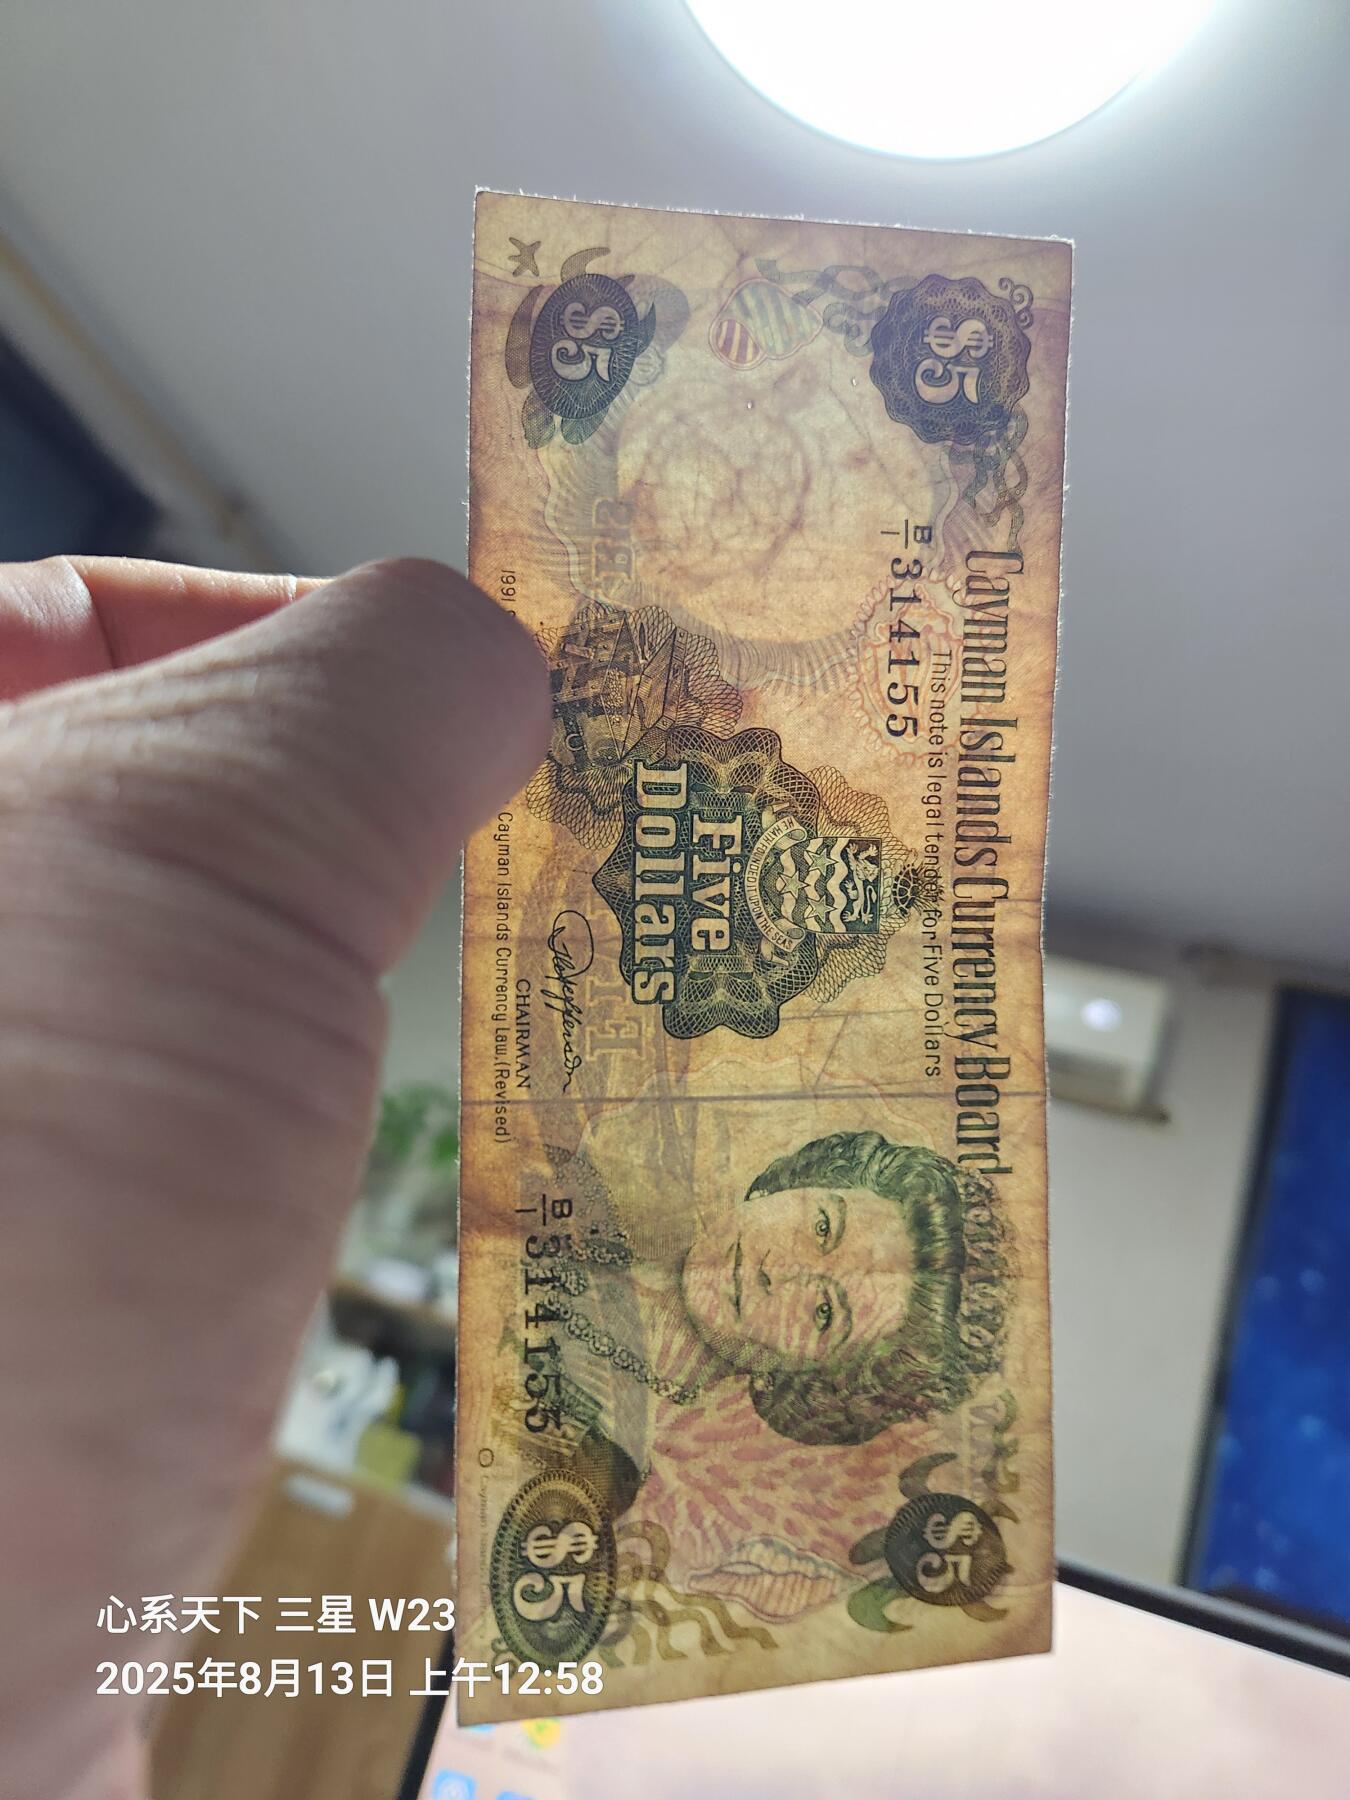 Cayman Islands Currency Board
This note is legal tender for Five Dollars
B/1 314155
$5
$5
HE HATH FOUNDED IT UPON THE SEAS
Five
Dollars
CHAIRMAN
1991
Cayman Islands Currency Law. (Revised)
B/1 314155
$5
$5
心系天下 三星 W23
2025年8月13日 上午12:58